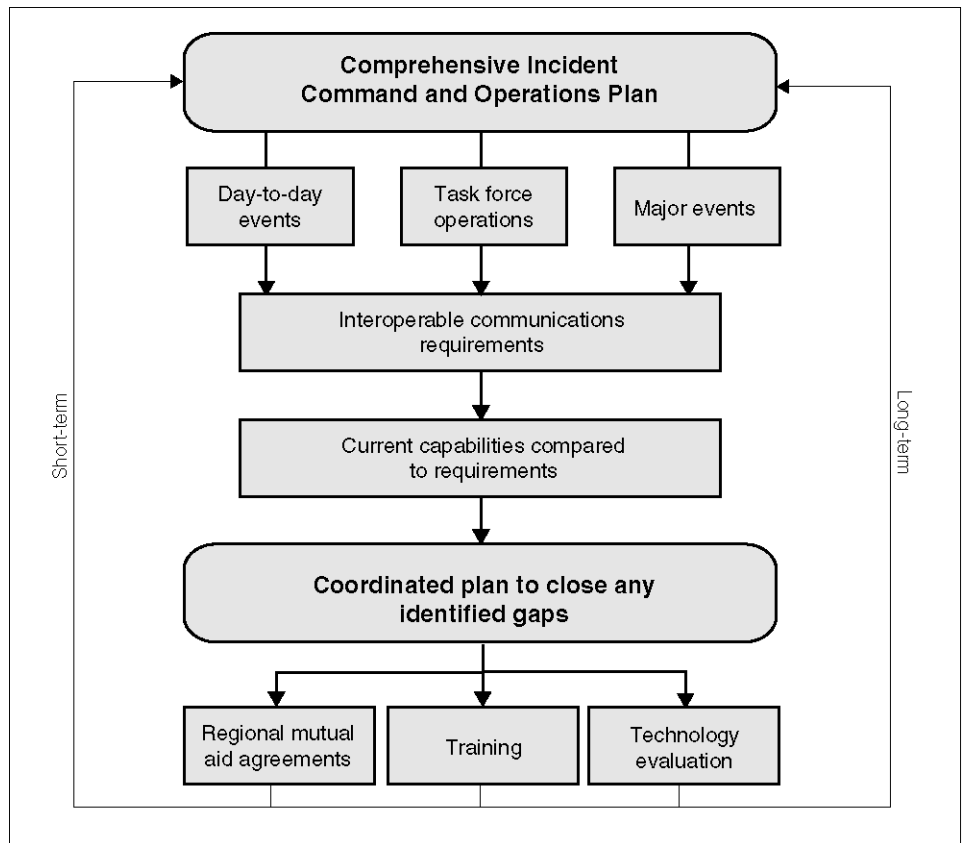 Comprehensive Incident
Command and Operations Plan
Day-to-day
events
Task force
operations
Major events
Interoperable communications
requirements
Short-term
Long-term
Current capabilities compared
to requirements
Coordinated plan to close any
identified gaps
Regional mutual
aid agreements
Training
Technology
evaluation